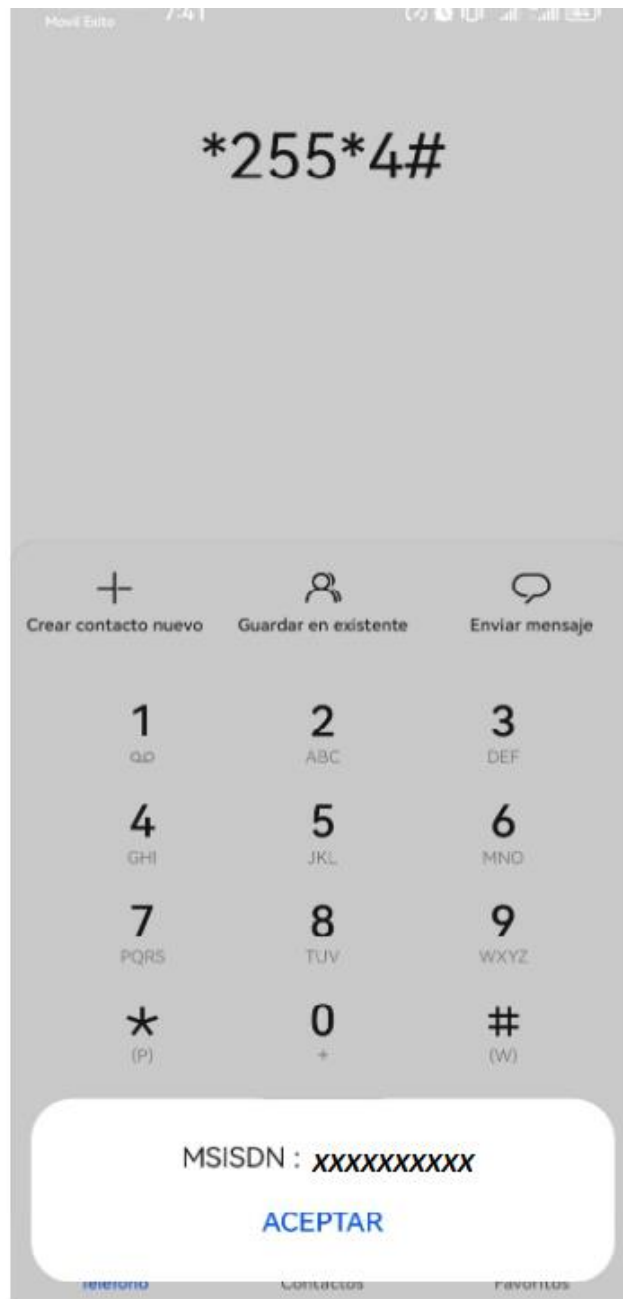 Movil Exito 7:41
*255*4#
Crear contacto nuevo Guardar en existente Enviar mensaje
1 2 3
ABC DEF
4 5 6
GHI JKL MNO
7 8 9
PQRS TUV WXYZ
* 0 #
(P) + (W)
MSISDN : xxxxxxxxxx
ACEPTAR
Teléfono Contactos Favoritos